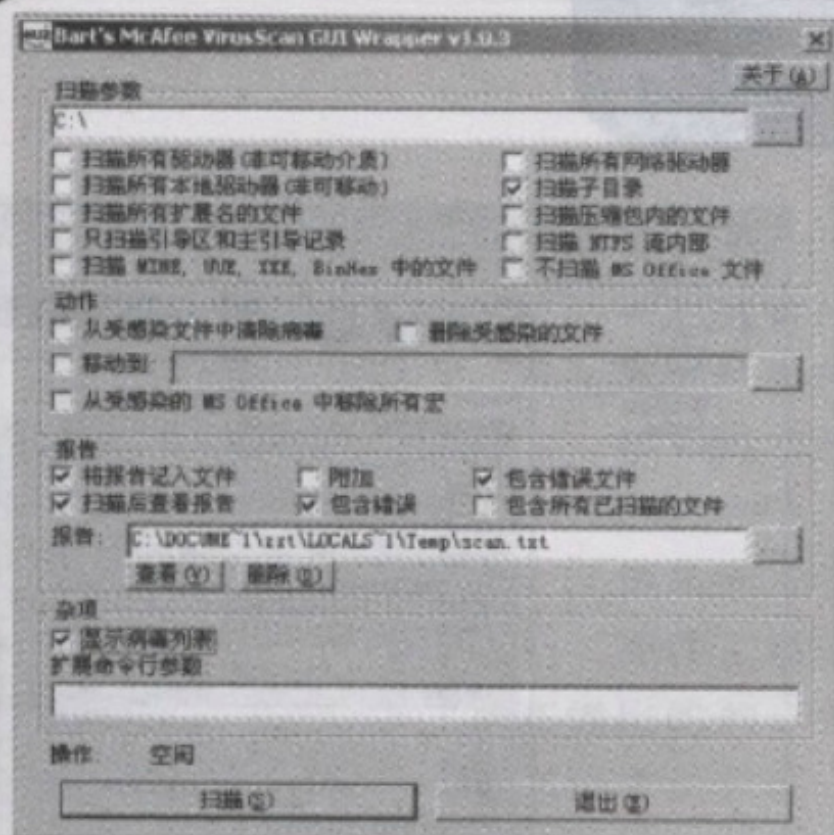 Bart's McAfee VirusScan GUI Wrapper v1.0.3
关于(A)
扫描参数
C:\
...
扫描所有驱动器(非可移动介质)
扫描所有网络驱动器
扫描所有本地驱动器(非可移动)
扫描子目录
扫描所有扩展名的文件
扫描压缩包内的文件
只扫描引导区和主引导记录
扫描 NTFS 流内部
扫描 MIME, UUE, XXE, BinHex 中的文件
不扫描 MS Office 文件
动作
从受感染文件中清除病毒
删除受感染的文件
移动到:
...
从受感染的 MS Office 中移除所有宏
报告
将报告记入文件
附加
包含错误文件
扫描后查看报告
包含错误
包含所有已扫描的文件
报告:
C:\DOCUME~1\zzt\LOCALS~1\Temp\scan.txt
...
查看(V)
删除(D)
杂项
显示病毒列表
扩展命令行参数
操作:
空闲
扫描(S)
退出(X)